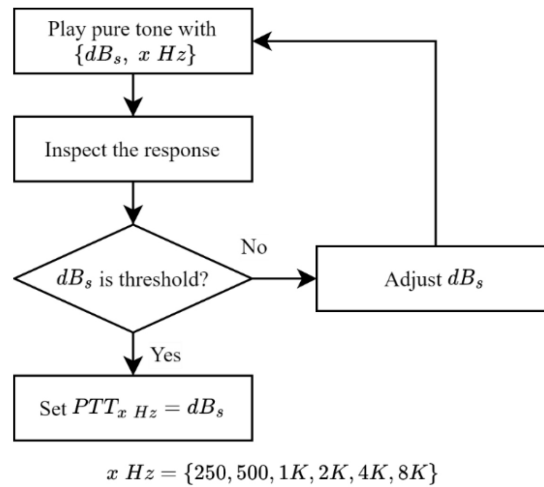 Play pure tone with
{dB_s, x Hz}
Inspect the response
dB_s is threshold?
No
Adjust dB_s
Yes
Set PTT_{x Hz} = dB_s
x Hz = {250, 500, 1K, 2K, 4K, 8K}